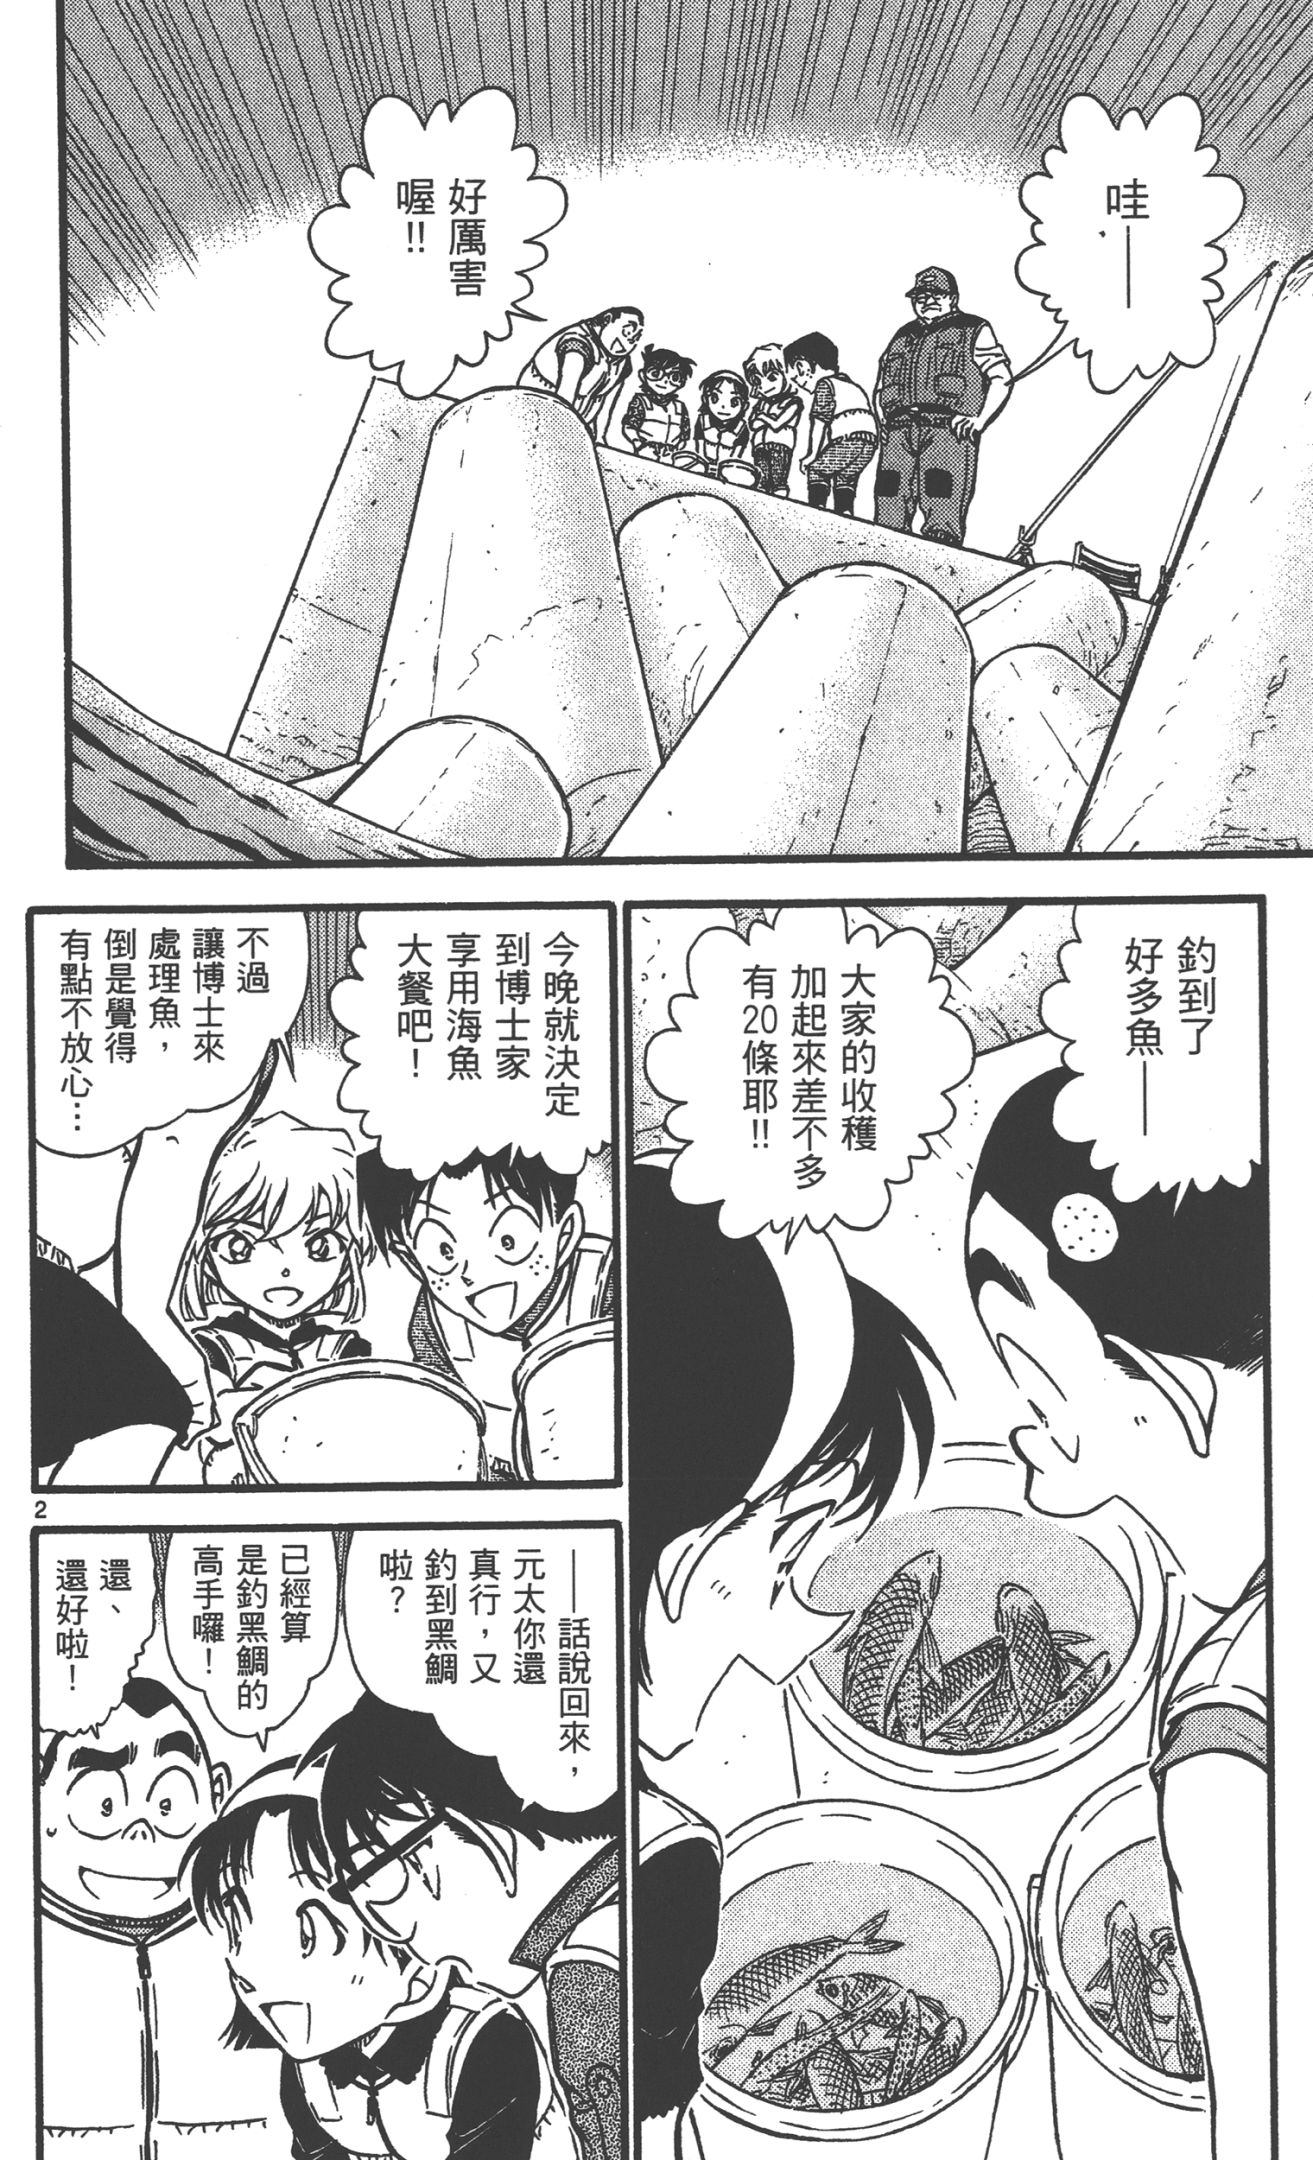 哇——
好厲害
喔!!
釣到了
好多魚——
大家的收穫
加起來差不多
有20條耶!!
今晚就決定
到博士家
享用海魚
大餐吧！
不過
讓博士來
處理魚，
倒是覺得
有點不放心…
2
——話說回來，
元太你還
真行，又
釣到黑鯛
啦？
已經算
是釣黑鯛的
高手囉！
還、
還好啦！